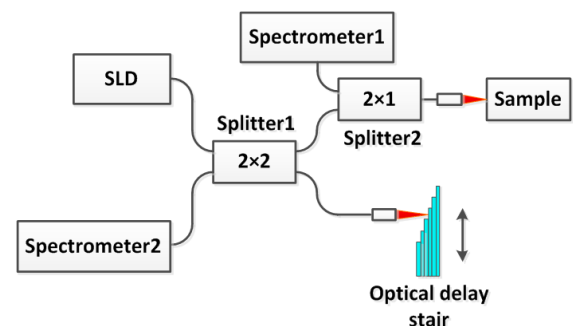 Spectrometer1
SLD
2×1
Sample
Splitter1
Splitter2
2×2
Spectrometer2
Optical delay
stair